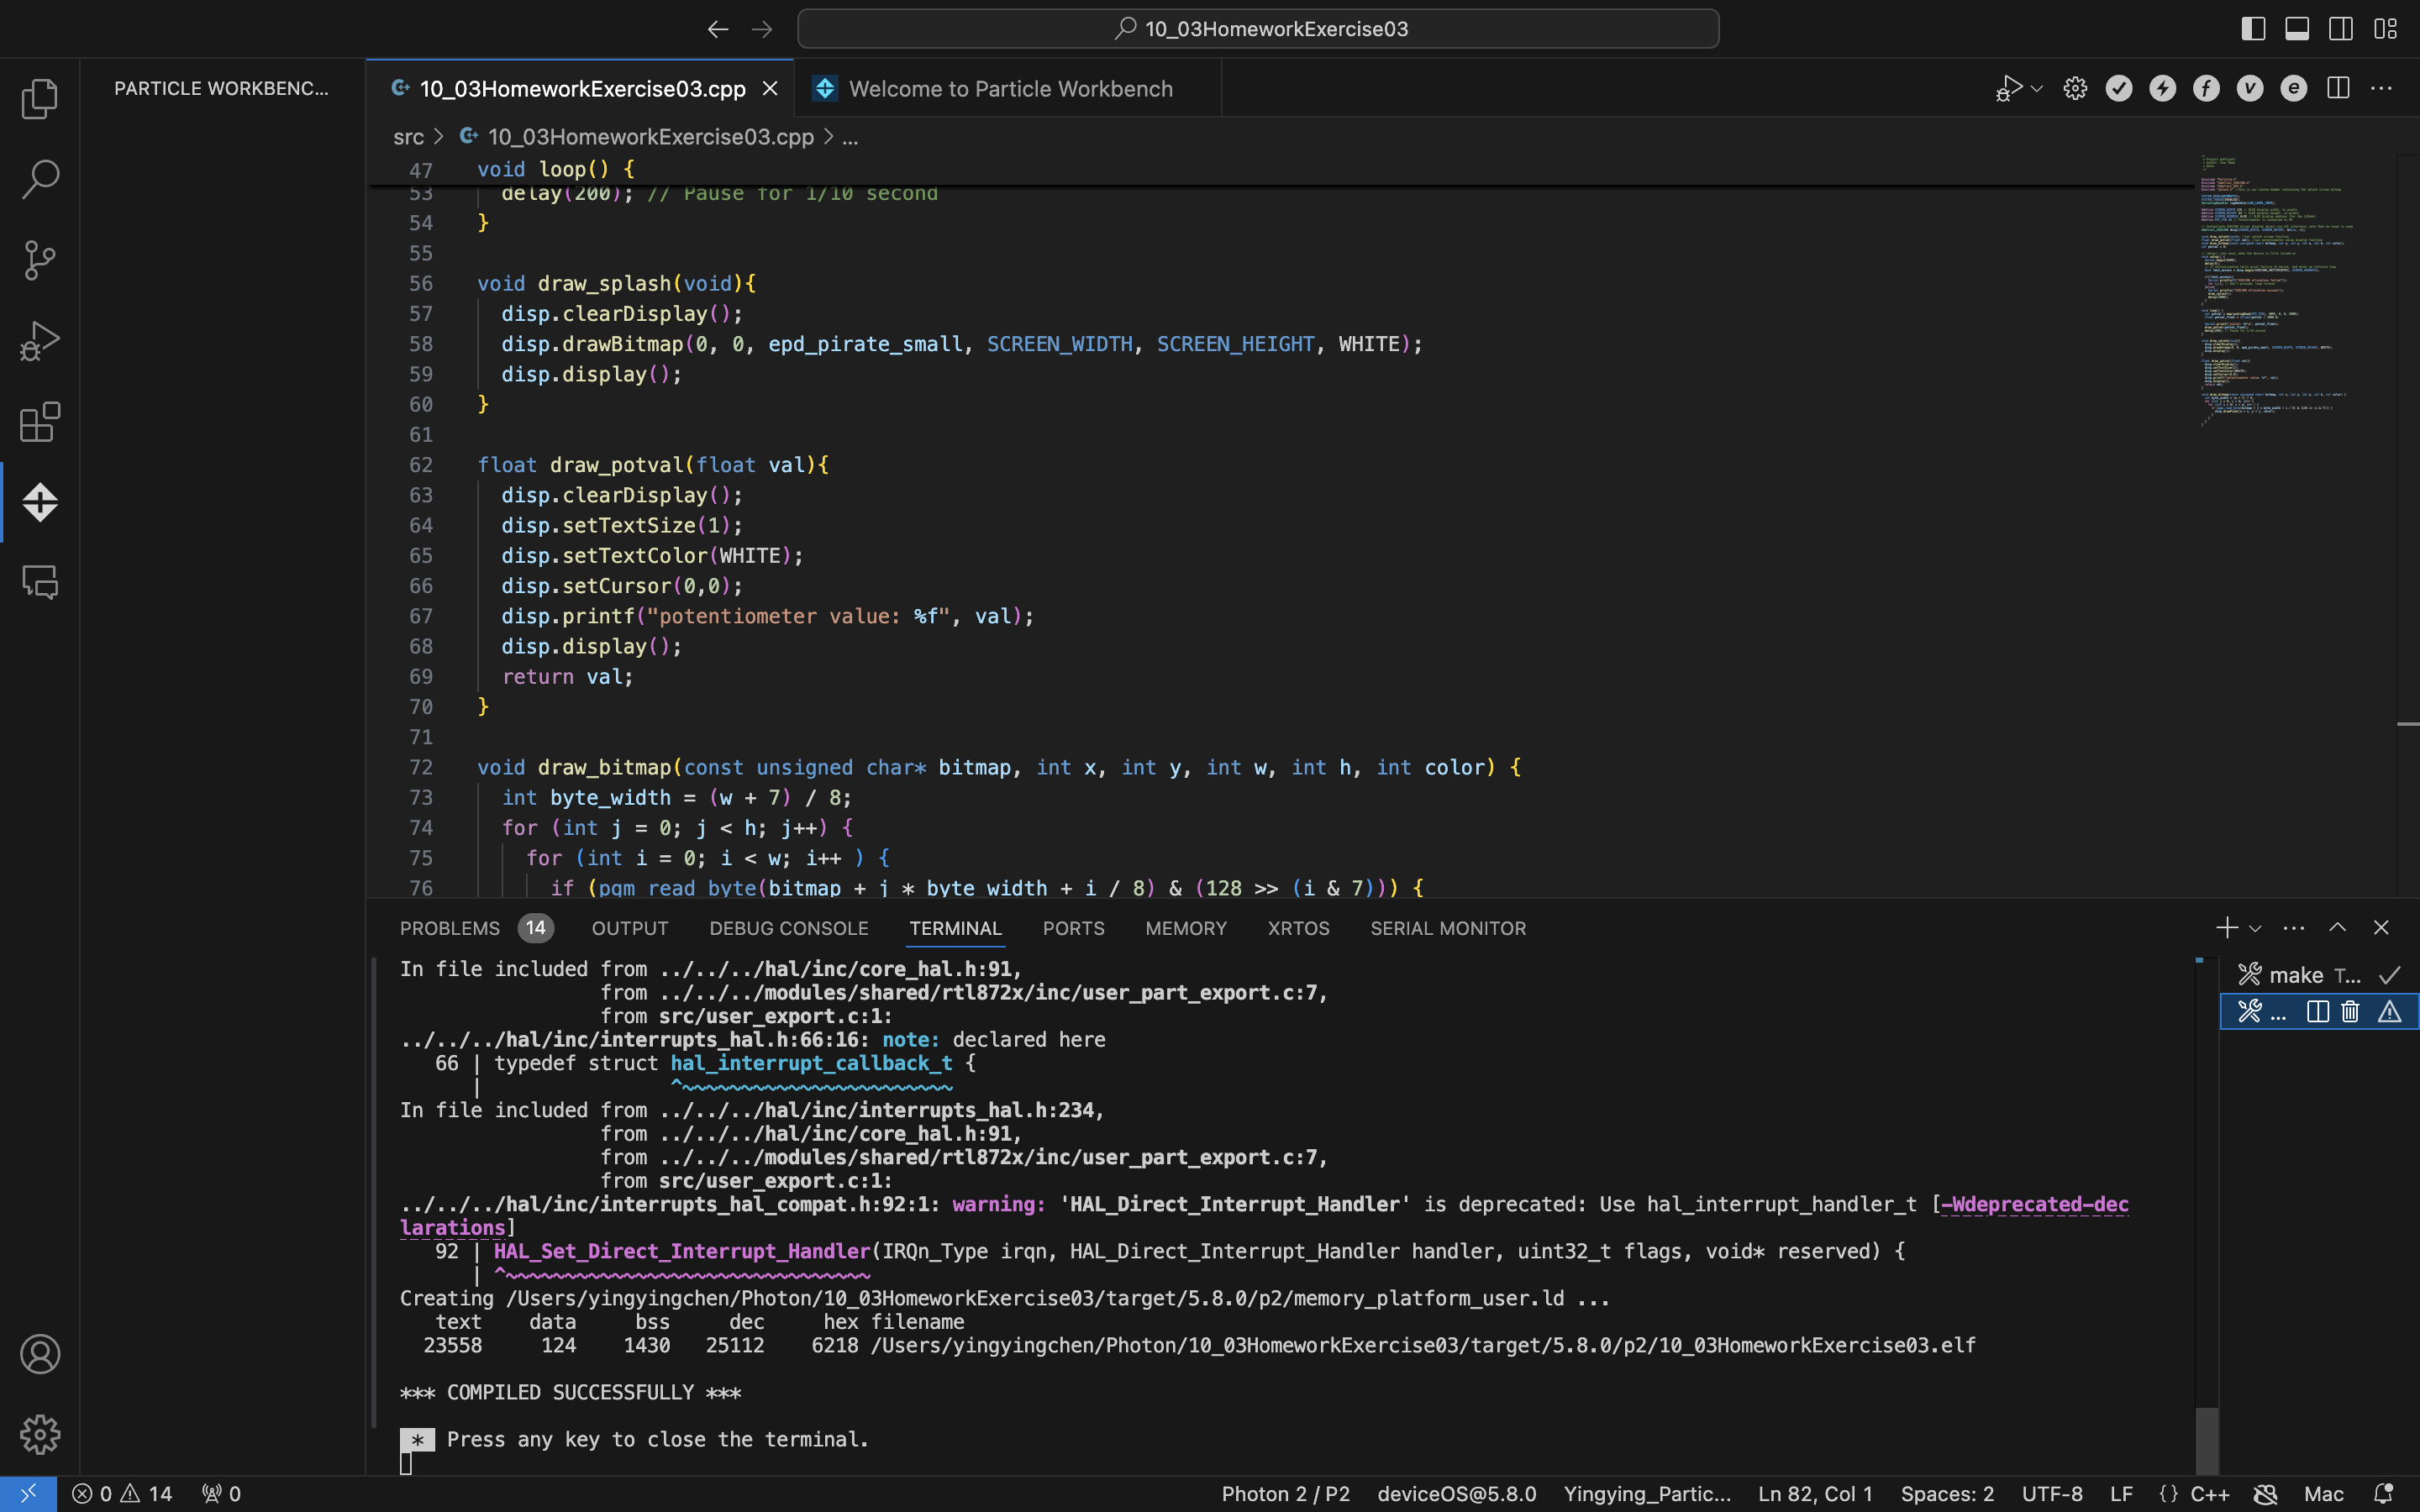 10_03HomeworkExercise03
PARTICLE WORKBENC...
10_03HomeworkExercise03.cpp
Welcome to Particle Workbench
src > 10_03HomeworkExercise03.cpp > ...
47 void loop() {
53 delay(200); // Pause for 1/10 second
54 }
55
56 void draw_splash(void){
57 disp.clearDisplay();
58 disp.drawBitmap(0, 0, epd_pirate_small, SCREEN_WIDTH, SCREEN_HEIGHT, WHITE);
59 disp.display();
60 }
61
62 float draw_potval(float val){
63 disp.clearDisplay();
64 disp.setTextSize(1);
65 disp.setTextColor(WHITE);
66 disp.setCursor(0,0);
67 disp.printf("potentiometer value: %f", val);
68 disp.display();
69 return val;
70 }
71
72 void draw_bitmap(const unsigned char* bitmap, int x, int y, int w, int h, int color) {
73 int byte_width = (w + 7) / 8;
74 for (int j = 0; j < h; j++) {
75 for (int i = 0; i < w; i++ ) {
76 if (pgm_read_byte(bitmap + j * byte_width + i / 8) & (128 >> (i & 7))) {
PROBLEMS 14 OUTPUT DEBUG CONSOLE TERMINAL PORTS MEMORY XRTOS SERIAL MONITOR
In file included from ../../../hal/inc/core_hal.h:91,
from ../../../modules/shared/rtl872x/inc/user_part_export.c:7,
from src/user_export.c:1:
../../../hal/inc/interrupts_hal.h:66:16: note: declared here
66 | typedef struct hal_interrupt_callback_t {
| ^~~~~~~~~~~~~~~~~~~~~~~~
In file included from ../../../hal/inc/interrupts_hal.h:234,
from ../../../hal/inc/core_hal.h:91,
from ../../../modules/shared/rtl872x/inc/user_part_export.c:7,
from src/user_export.c:1:
../../../hal/inc/interrupts_hal_compat.h:92:1: warning: 'HAL_Direct_Interrupt_Handler' is deprecated: Use hal_interrupt_handler_t [-Wdeprecated-dec
larations]
92 | HAL_Set_Direct_Interrupt_Handler(IRQn_Type irqn, HAL_Direct_Interrupt_Handler handler, uint32_t flags, void* reserved) {
| ^~~~~~~~~~~~~~~~~~~~~~~~~~~~~~~~
Creating /Users/yingyingchen/Photon/10_03HomeworkExercise03/target/5.8.0/p2/memory_platform_user.ld ...
text data bss dec hex filename
23558 124 1430 25112 6218 /Users/yingyingchen/Photon/10_03HomeworkExercise03/target/5.8.0/p2/10_03HomeworkExercise03.elf
*** COMPILED SUCCESSFULLY ***
* Press any key to close the terminal.
make T...
...
0 14 0 Photon 2 / P2 deviceOS@5.8.0 Yingying_Partic... Ln 82, Col 1 Spaces: 2 UTF-8 LF {} C++ Mac